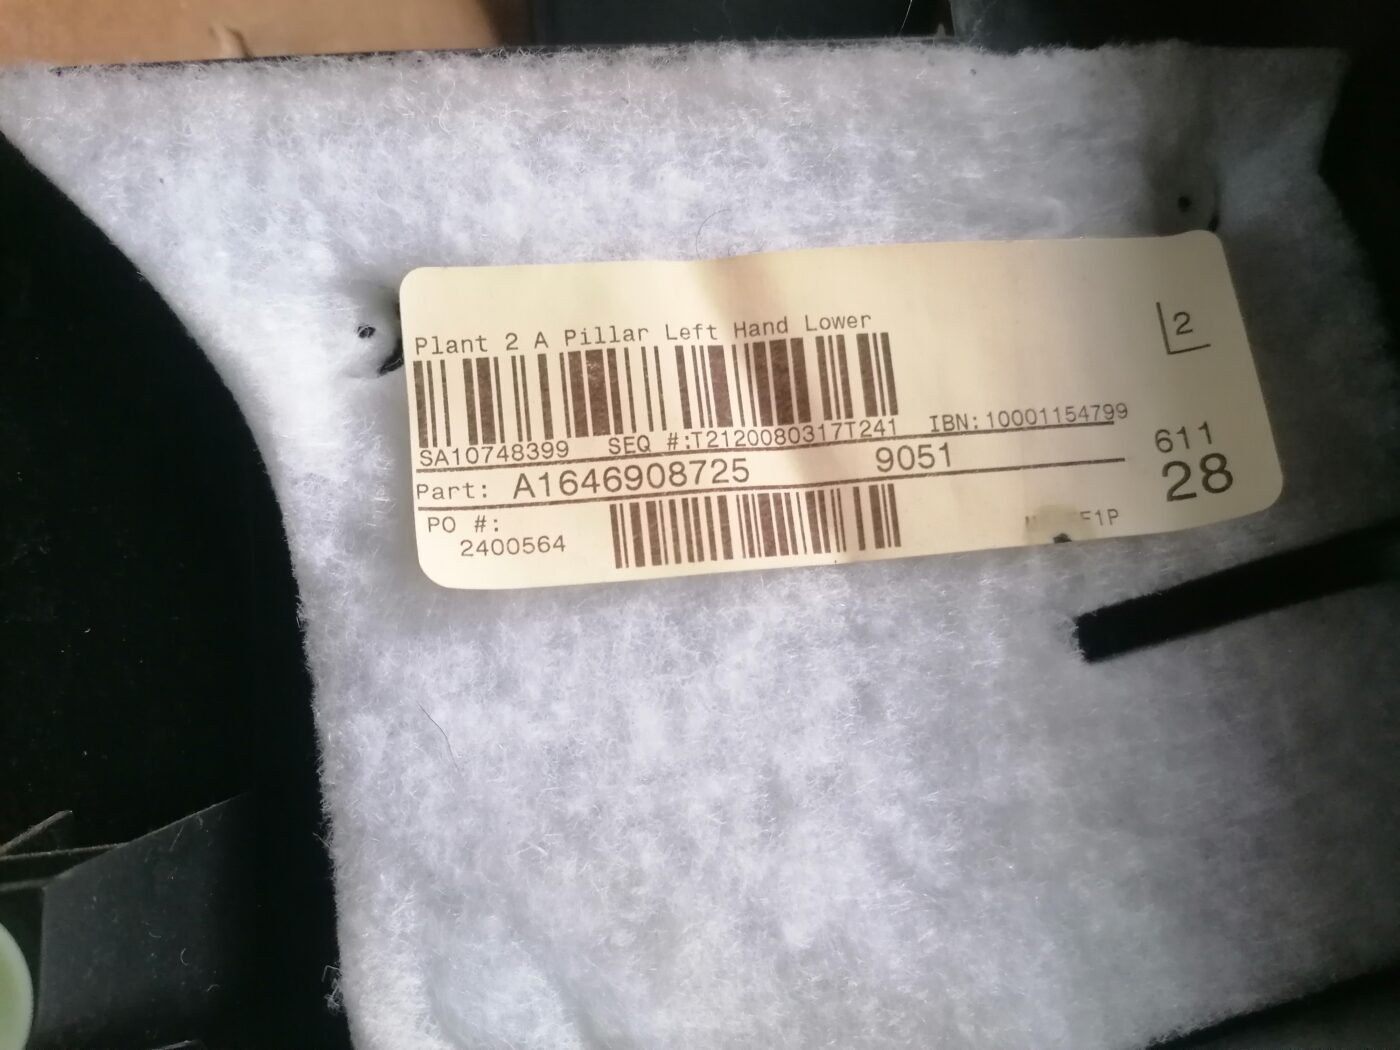 Plant 2 A Pillar Left Hand Lower
2
SA10748399 SEQ #:T2120080317T241 IBN:10001154799
Part: A1646908725 9051
611
28
PO #:
2400564
F1P